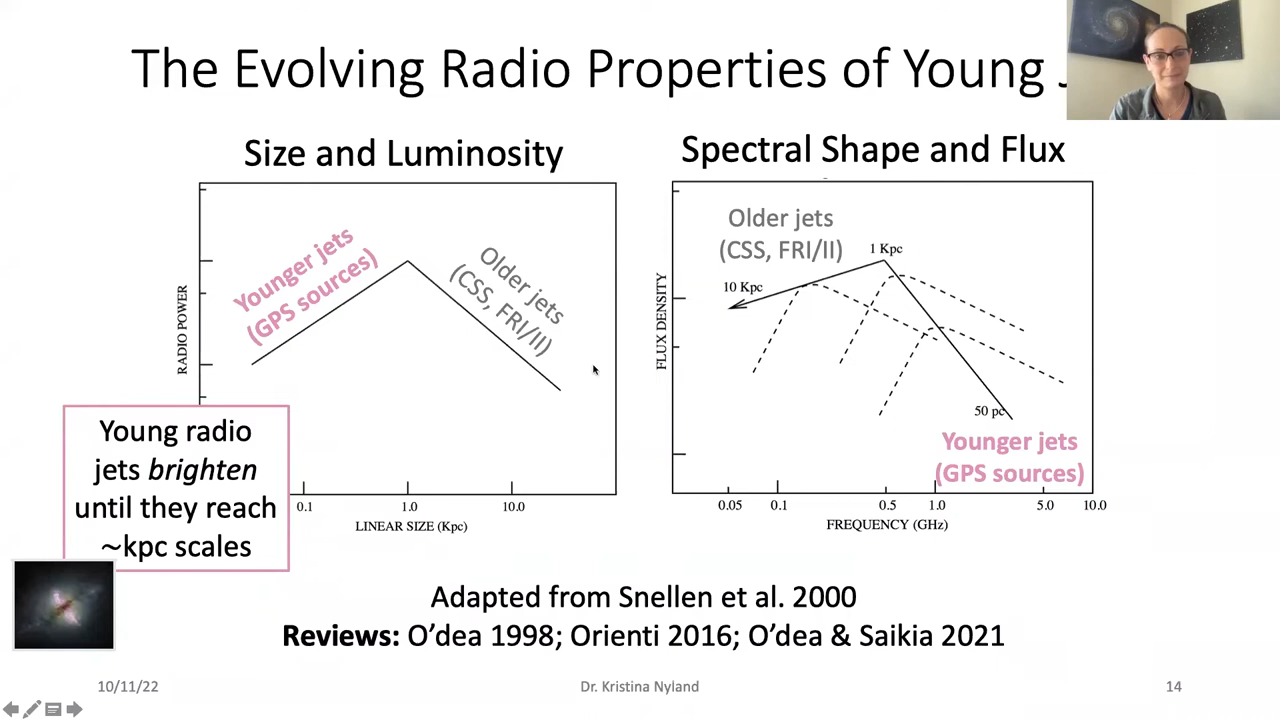 The Evolving Radio Properties of Young
Size and Luminosity
Younger jets
(GPS sources)
Older jets
(CSS, FRI/II)
RADIO POWER
0.1 1.0 10.0
LINEAR SIZE (Kpc)
Young radio
jets brighten
until they reach
~kpc scales
Spectral Shape and Flux
Older jets
(CSS, FRI/II)
1 Kpc
10 Kpc
50 pc
Younger jets
(GPS sources)
FLUX DENSITY
0.05 0.1 0.5 1.0 5.0 10.0
FREQUENCY (GHz)
Adapted from Snellen et al. 2000
Reviews: O’dea 1998; Orienti 2016; O’dea & Saikia 2021
10/11/22
Dr. Kristina Nyland
14